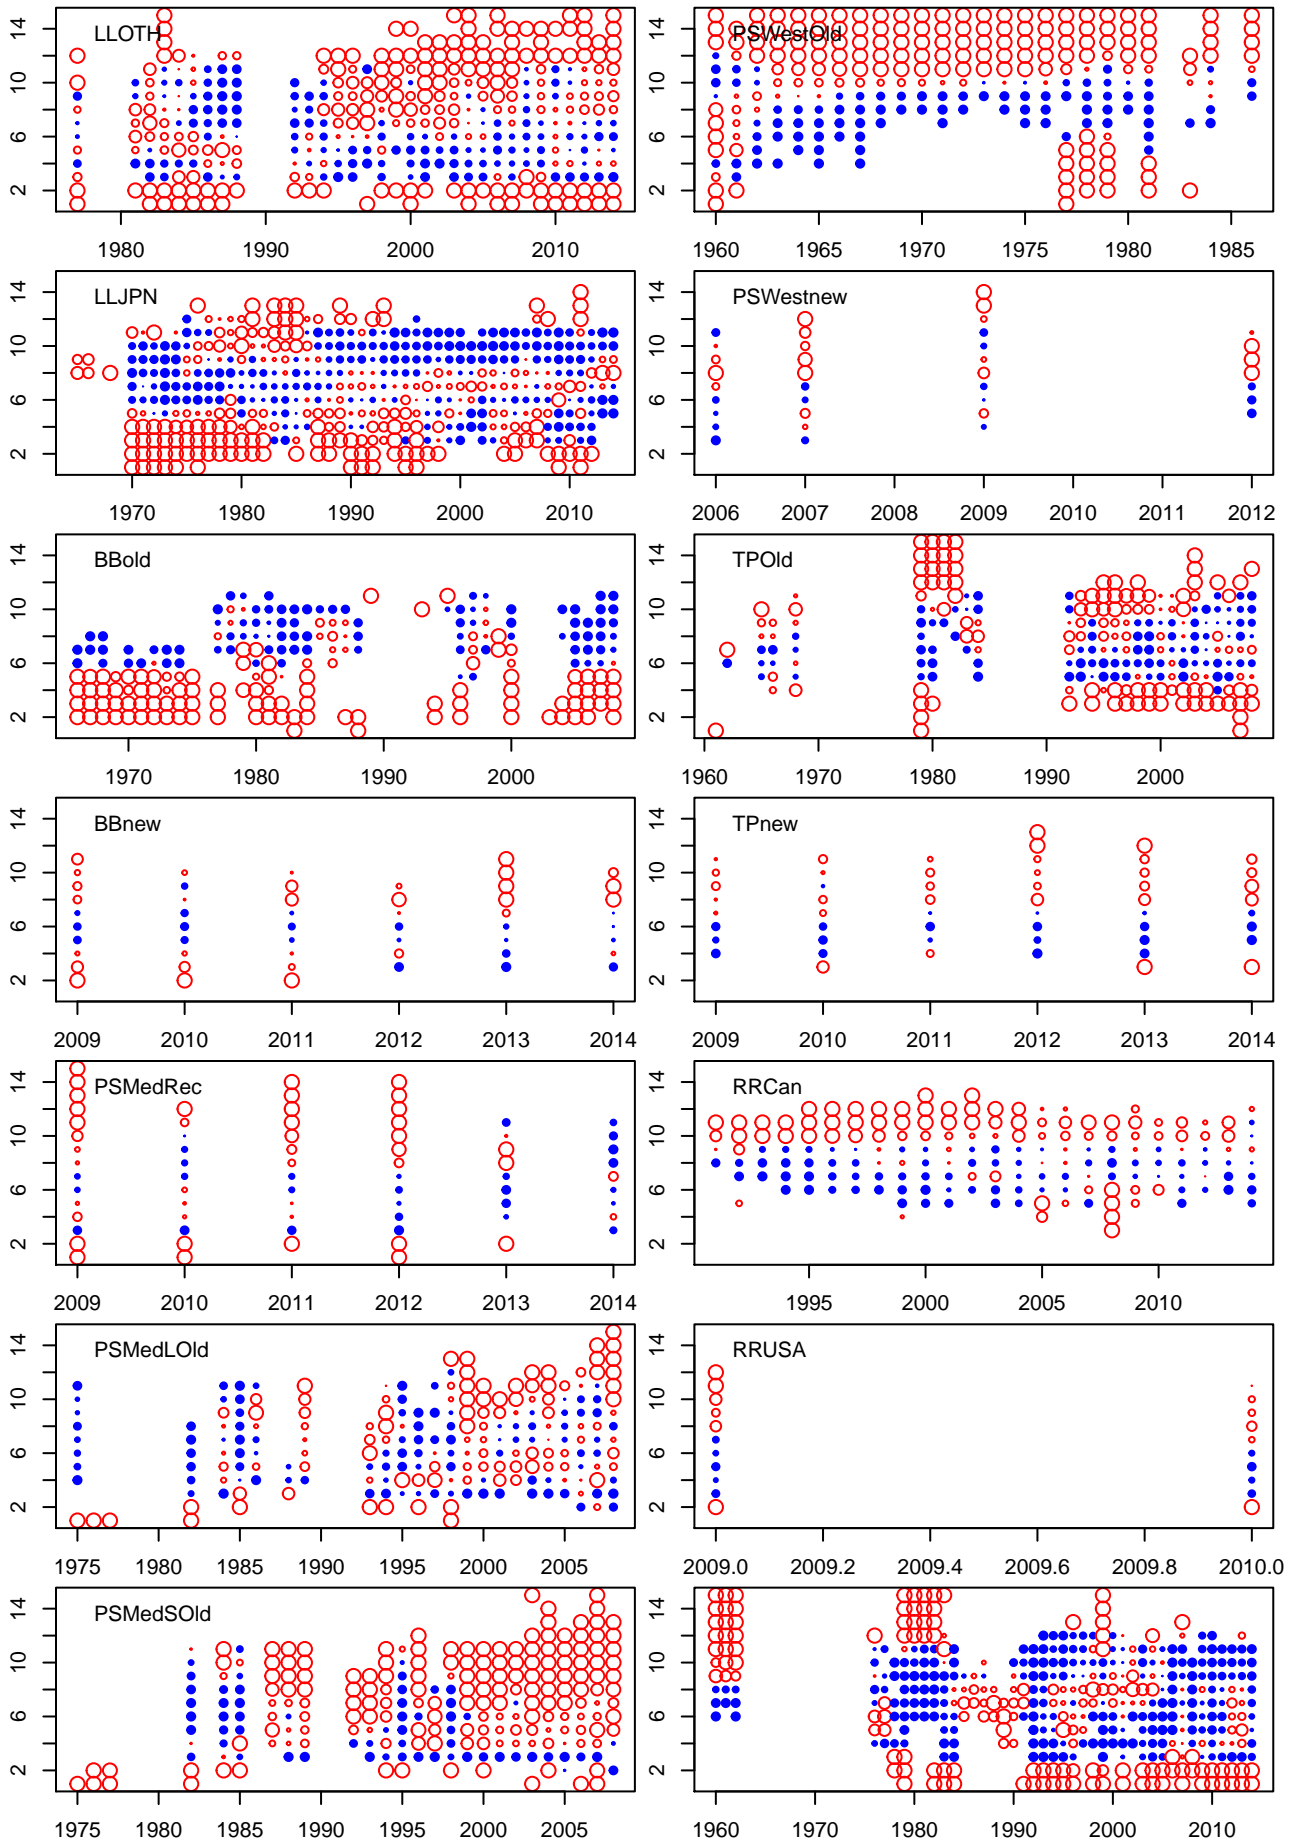 LLOTH
2 6 10 14
1980 1990 2000 2010
PSWestOld
2 6 10 14
1960 1965 1970 1975 1980 1985
LLJPN
2 6 10 14
1970 1980 1990 2000 2010
PSWestnew
2 6 10 14
2006 2007 2008 2009 2010 2011 2012
BBold
2 6 10 14
1970 1980 1990 2000
TPOld
2 6 10 14
1960 1970 1980 1990 2000
BBnew
2 6 10 14
2009 2010 2011 2012 2013 2014
TPnew
2 6 10 14
2009 2010 2011 2012 2013 2014
PSMedRec
2 6 10 14
2009 2010 2011 2012 2013 2014
RRCan
2 6 10 14
1995 2000 2005 2010
PSMedLOld
2 6 10 14
1975 1980 1985 1990 1995 2000 2005
RRUSA
2 6 10 14
2009.0 2009.2 2009.4 2009.6 2009.8 2010.0
PSMedSOld
2 6 10 14
1975 1980 1985 1990 1995 2000 2005
2 6 10 14
1960 1970 1980 1990 2000 2010